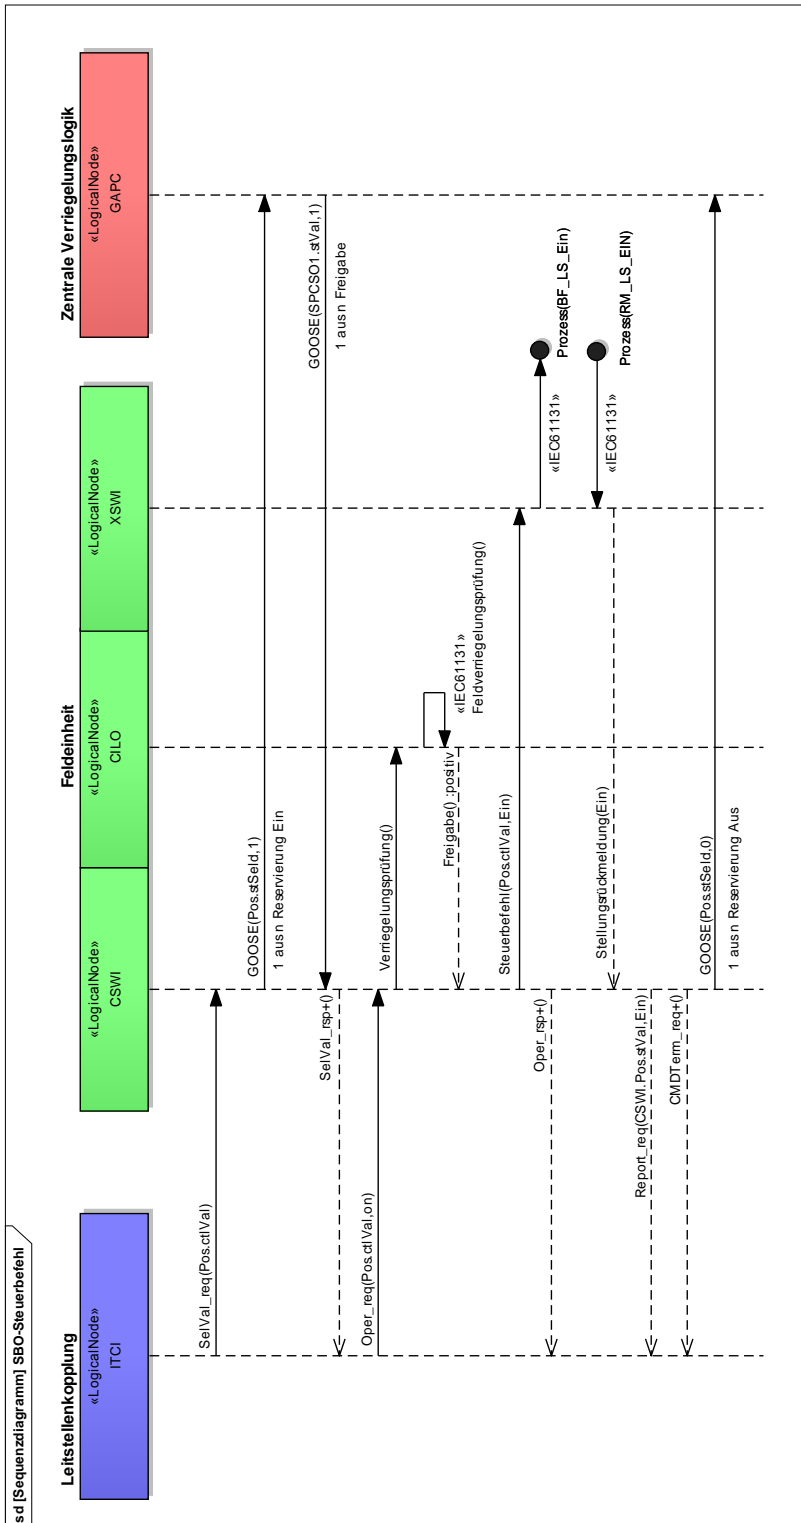 sd [Sequenzdiagramm] SBO-Steuerbefehl
Leitstellenkopplung
«LogicalNode»
ITCI
Feldeinheit
«LogicalNode»
CSWI
«LogicalNode»
CILO
«LogicalNode»
XSWI
Zentrale Verriegelungslogik
«LogicalNode»
GAPC
SelVal_req(Pos.ctlVal)
GOOSE(Pos.stSeld,1)
1 aus n Reservierung Ein
GOOSE(SPCSO1.stVal,1)
1 aus n Freigabe
SelVal_rsp+()
Oper_req(Pos.ctlVal,on)
Verriegelungsprüfung()
«IEC61131»
Feldverriegelungsprüfung()
Freigabe() :positiv
Steuerbefehl(Pos.ctlVal,Ein)
«IEC61131»
Prozess(BF_LS_Ein)
Oper_rsp+()
«IEC61131»
Prozess(RM_LS_EIN)
Stellungsrückmeldung(Ein)
Report_req(CSWI.Pos.stVal,Ein)
CMDTerm_req+()
GOOSE(Pos.stSeld,0)
1 aus n Reservierung Aus